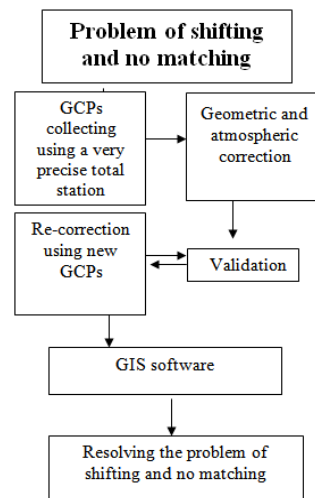 Problem of shifting
and no matching
GCPs
collecting
using a very
precise total
station
Geometric and
atmospheric
correction
Re-correction
using new
GCPs
Validation
GIS software
Resolving the problem of
shifting and no matching